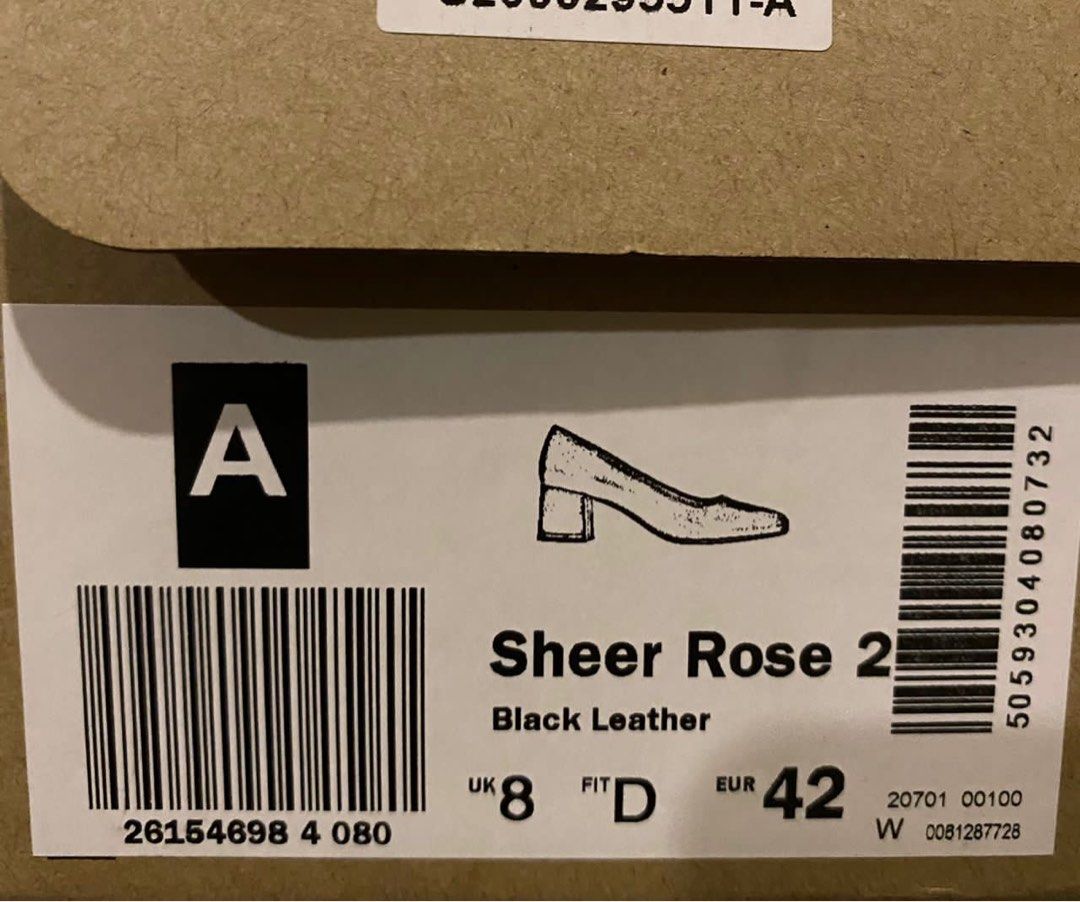 A
5059304080732
Sheer Rose 2
Black Leather
UK 8 FIT D EUR 42
26154698 4 080
20701 00100
W 0081287728